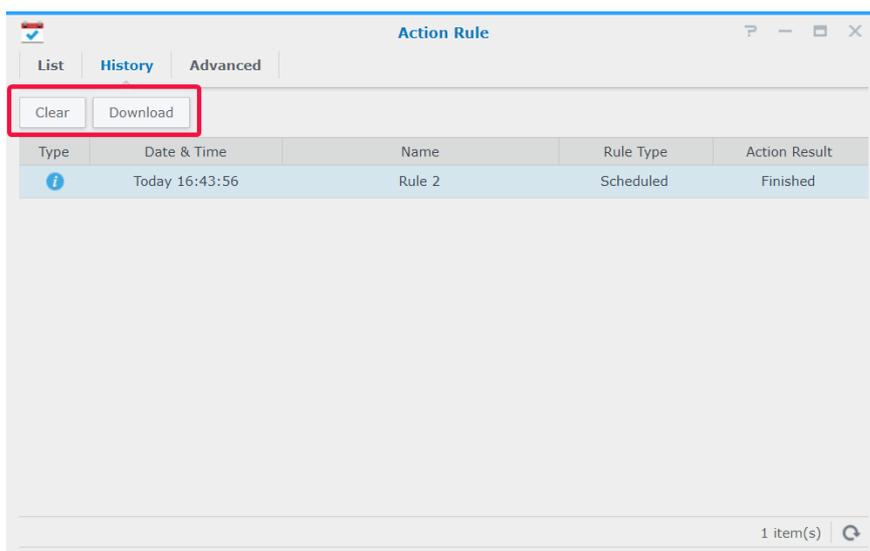 Action Rule
List History Advanced
Clear Download
Type Date & Time Name Rule Type Action Result
Today 16:43:56 Rule 2 Scheduled Finished
1 item(s)